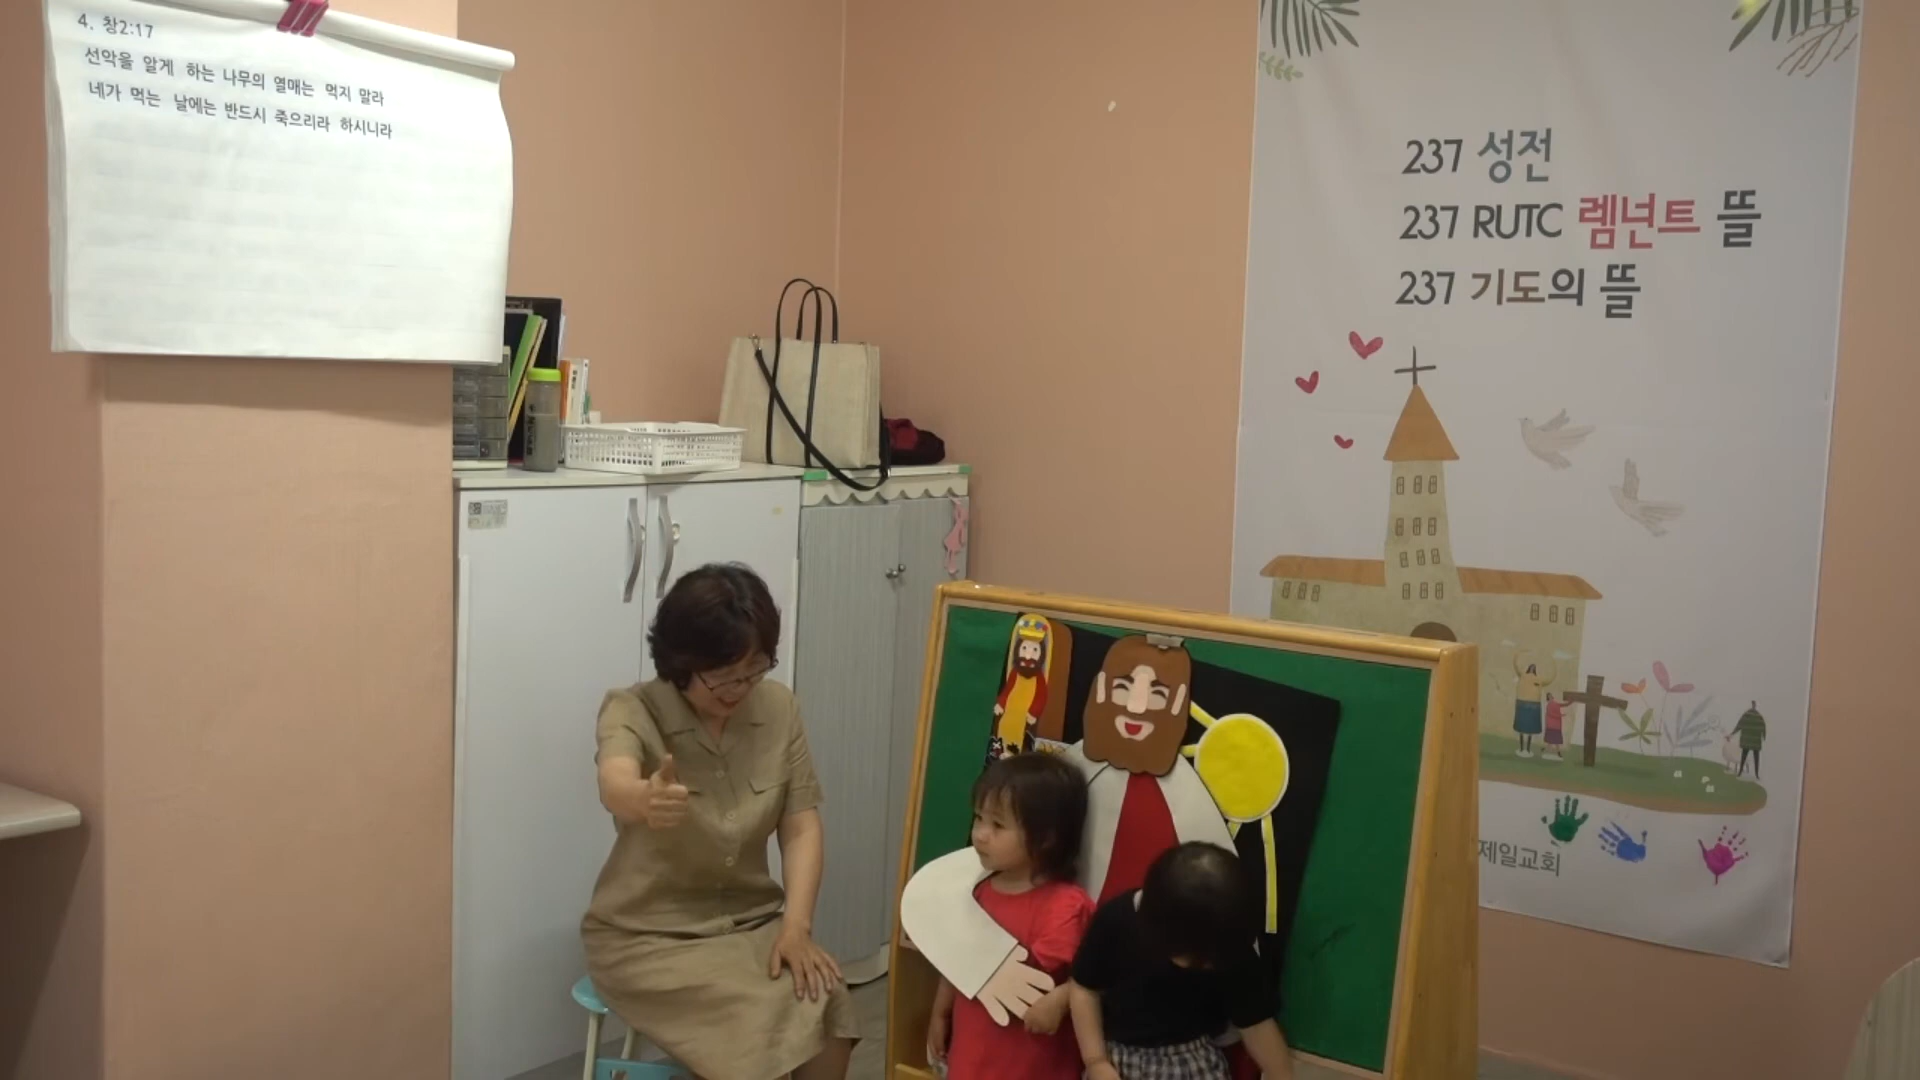 4. 창2:17
선악을 알게 하는 나무의 열매는 먹지 말라
네가 먹는 날에는 반드시 죽으리라 하시니라
237 성전
237 RUTC 렘넌트 뜰
237 기도의 뜰
제일교회